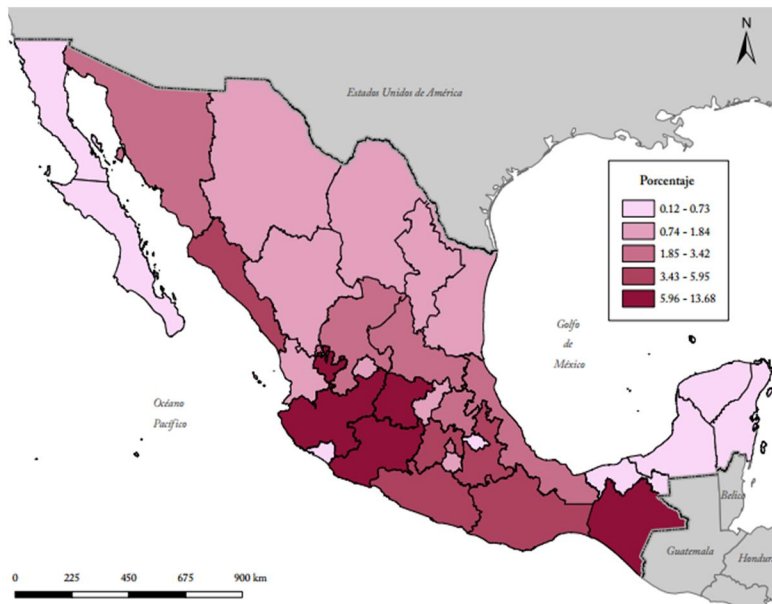 N
Estados Unidos de América
Porcentaje
0.12 - 0.73
0.74 - 1.84
1.85 - 3.42
3.43 - 5.95
5.96 - 13.68
Golfo
de
México
Océano
Pacífico
Belice
Guatemala
Hondur
0 225 450 675 900 km